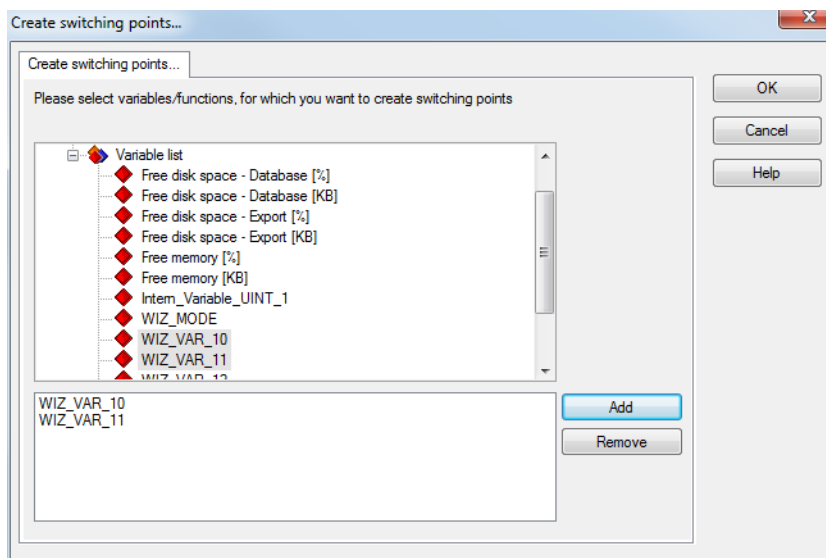 Create switching points...
Create switching points...
Please select variables/functions, for which you want to create switching points
OK
Cancel
Help
Variable list
Free disk space - Database [%]
Free disk space - Database [KB]
Free disk space - Export [%]
Free disk space - Export [KB]
Free memory [%]
Free memory [KB]
Intern_Variable_UINT_1
WIZ_MODE
WIZ_VAR_10
WIZ_VAR_11
WIZ_VAR_12
WIZ_VAR_10
WIZ_VAR_11
Add
Remove